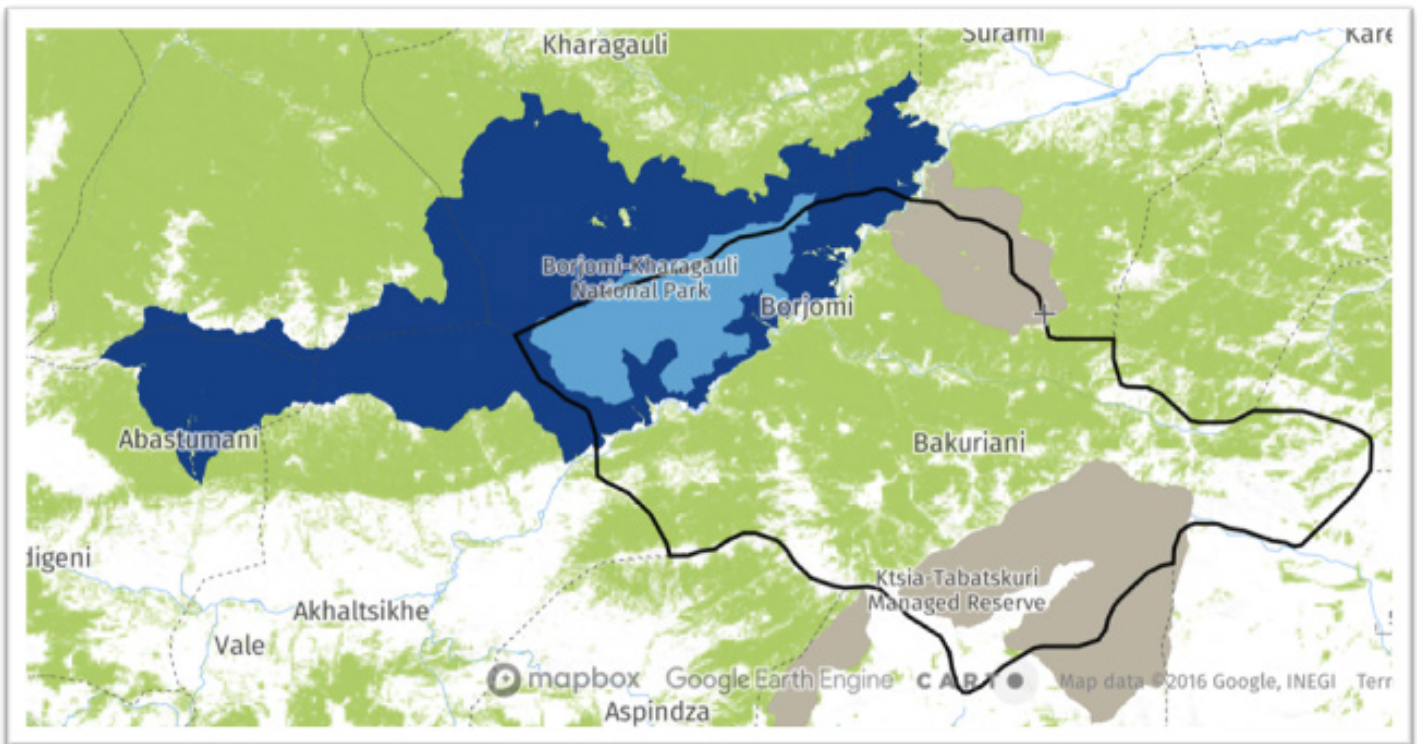 Kharagauli
Surami
Kare
Borjomi-Kharagauli
National Park
Borjomi
Abastumani
Bakuriani
digeni
Ktsia-Tabatskuri
Managed Reserve
Akhaltsikhe
Vale
mapbox Google Earth Engine CARTO Map data ©2016 Google, INEGI Terr
Aspindza